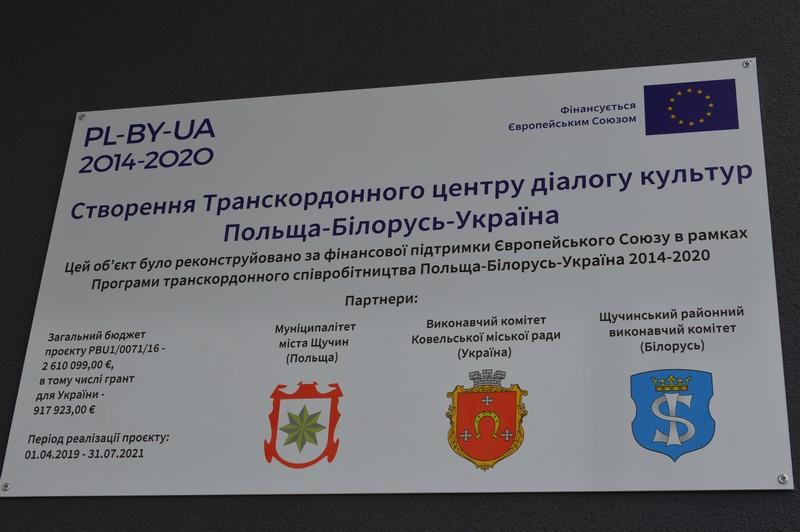 PL-BY-UA
2014-2020
Фінансується
Європейським Союзом
Створення Транскордонного центру діалогу культур
Польща-Білорусь-Україна
Цей об'єкт було реконструйовано за фінансової підтримки Європейського Союзу в рамках
Програми транскордонного співробітництва Польща-Білорусь-Україна 2014-2020
Партнери:
Загальний бюджет
проєкту PBU1/0071/16 -
2 610 099,00 €,
в тому числі грант
для України -
917 923,00 €
Період реалізації проєкту:
01.04.2019 - 31.07.2021
Муніципалітет
міста Щучин
(Польща)
Виконавчий комітет
Ковельської міської ради
(Україна)
Щучинський районний
виконавчий комітет
(Білорусь)